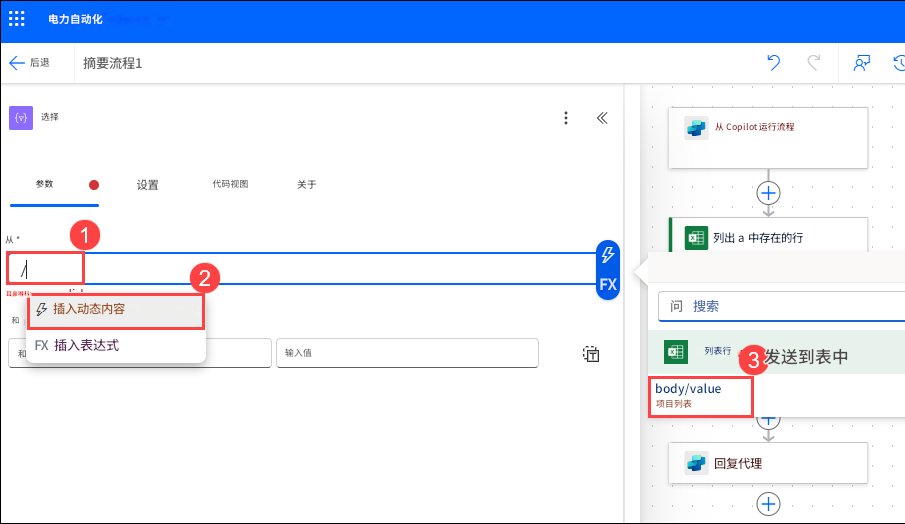 电力自动化
后退
摘要流程1
选择
参数
设置
代码视图
关于
从 *
1
/
2
插入动态内容
和
FX 插入表达式
输入值
FX
从 Copilot 运行流程
列出 a 中存在的行
问 搜索
列表行
3
发送到表中
body/value
项目列表
回复代理